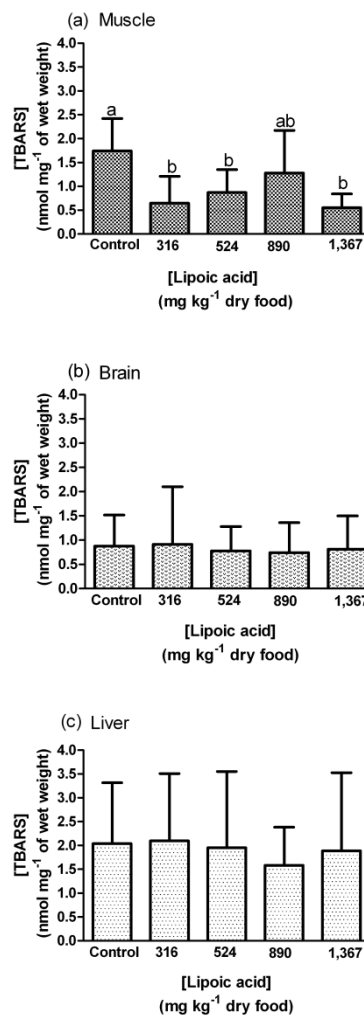 (a) Muscle
[TBARS]
(nmol mg⁻¹ of wet weight)
4.0
3.5
3.0
2.5
2.0
1.5
1.0
0.5
0.0
a
b
b
ab
b
Control 316 524 890 1,367
[Lipoic acid]
(mg kg⁻¹ dry food)
(b) Brain
[TBARS]
(nmol mg⁻¹ of wet weight)
4.0
3.5
3.0
2.5
2.0
1.5
1.0
0.5
0.0
Control 316 524 890 1,367
[Lipoic acid]
(mg kg⁻¹ dry food)
(c) Liver
[TBARS]
(nmol mg⁻¹ of wet weight)
4.0
3.5
3.0
2.5
2.0
1.5
1.0
0.5
0.0
Control 316 524 890 1,367
[Lipoic acid]
(mg kg⁻¹ dry food)